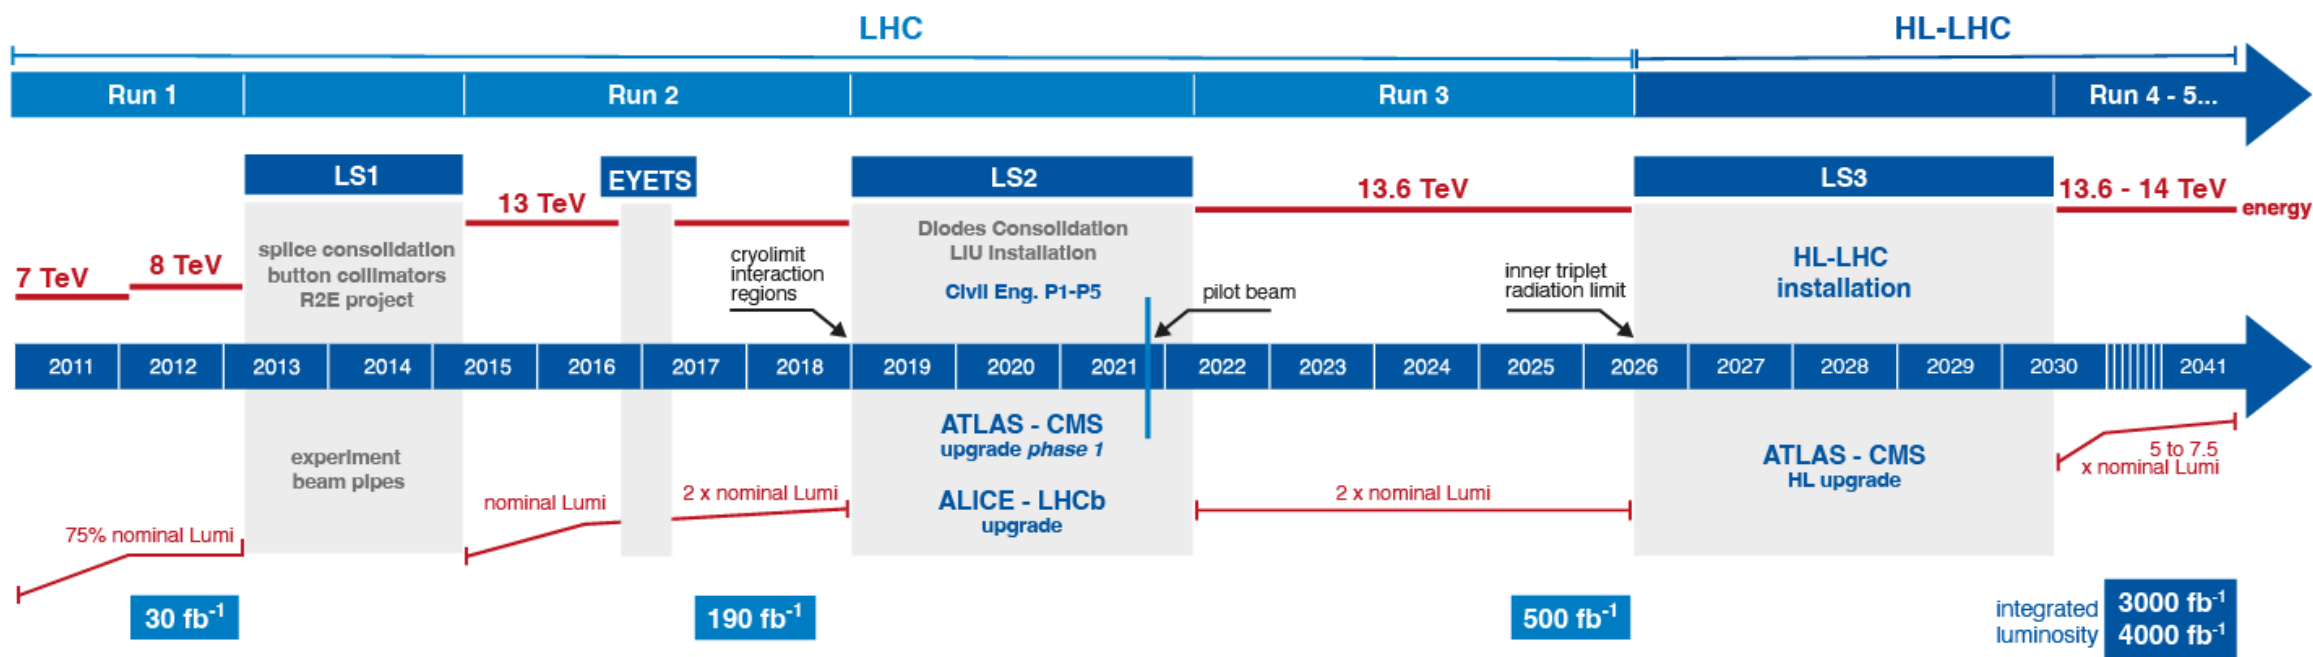 LHC
HL-LHC
Run 1
Run 2
Run 3
Run 4 - 5...
LS1
EYETS
LS2
LS3
13 TeV
13.6 TeV
13.6 - 14 TeV
energy
7 TeV
8 TeV
splice consolidation
button collimators
R2E project
cryolimit
interaction
regions
Diodes Consolidation
LIU Installation
Civil Eng. P1-P5
pilot beam
inner triplet
radiation limit
HL-LHC
installation
2011
2012
2013
2014
2015
2016
2017
2018
2019
2020
2021
2022
2023
2024
2025
2026
2027
2028
2029
2030
2041
experiment
beam pipes
ATLAS - CMS
upgrade phase 1
ALICE - LHCb
upgrade
ATLAS - CMS
HL upgrade
75% nominal Lumi
nominal Lumi
2 x nominal Lumi
2 x nominal Lumi
5 to 7.5
x nominal Lumi
30 fb-1
190 fb-1
500 fb-1
integrated
luminosity
3000 fb-1
4000 fb-1